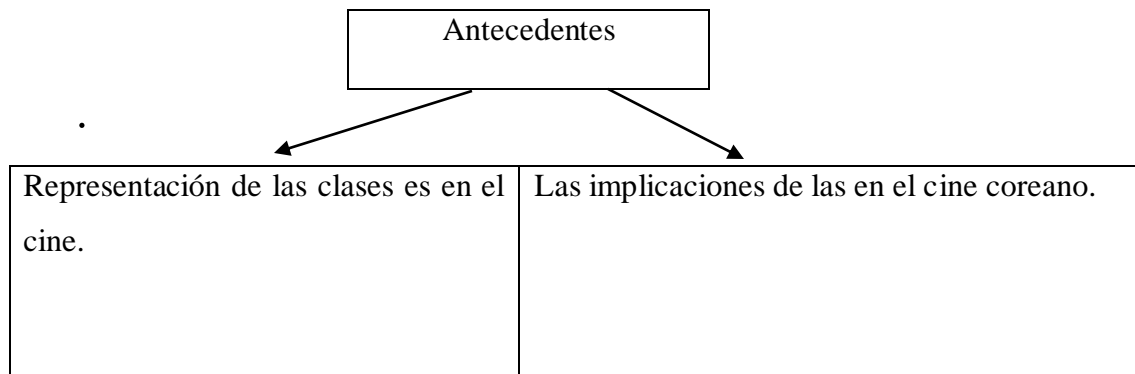 Antecedentes
.
Representación de las clases es en el
cine.
Las implicaciones de las en el cine coreano.